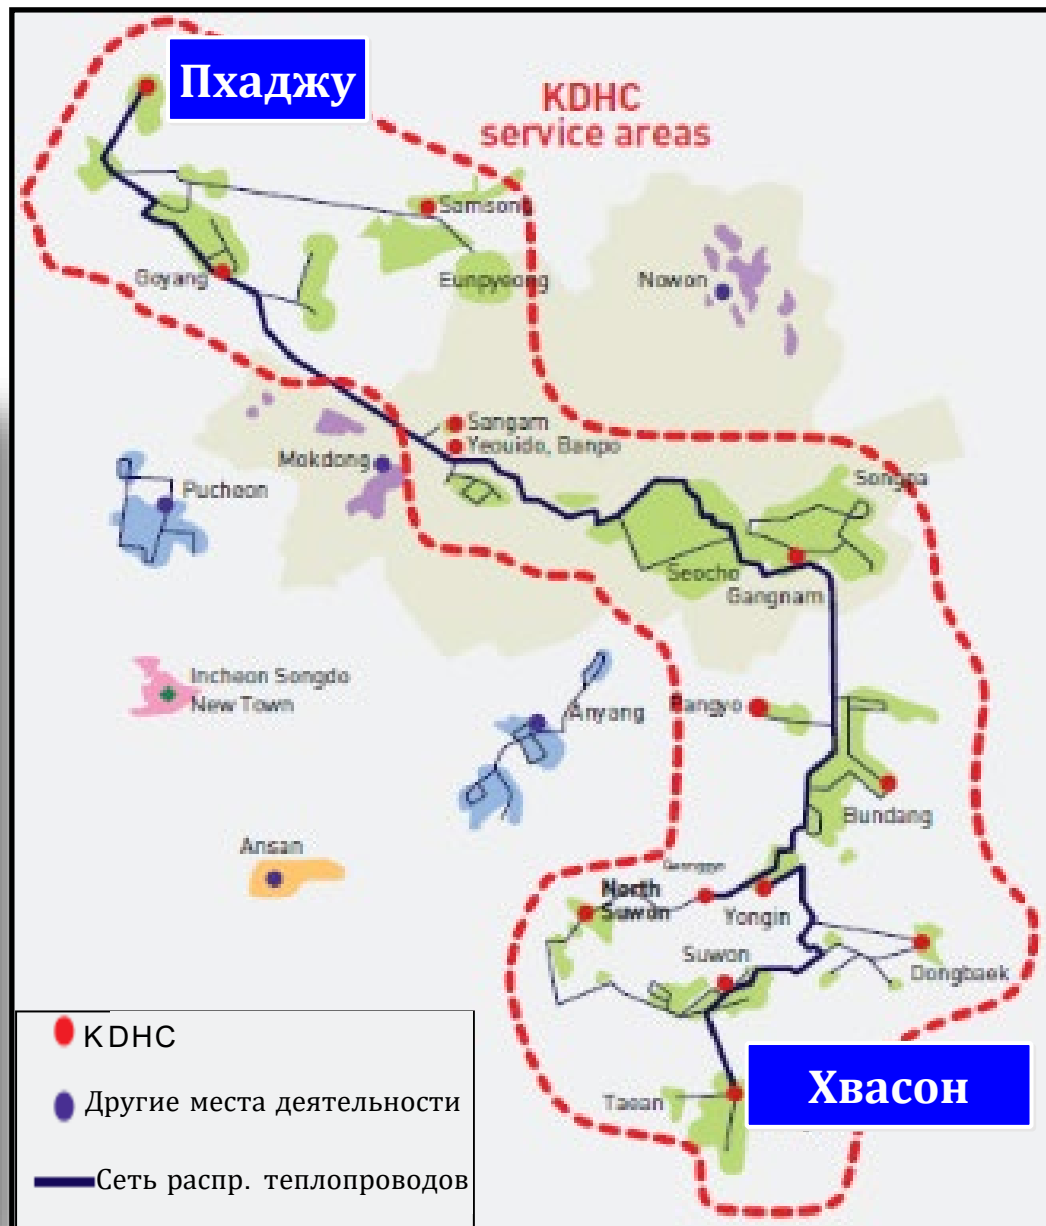 Пхаджу
KDHC
service areas
Samsong
Goyang
Eunpyeong
Nowon
Sangam
Yeouido, Banpo
Mokdong
Pucheon
Songpa
Seocho
Gangnam
Incheon Songdo
New Town
Anyang
Pangyo
Bundang
Ansan
North
Suwon
Yongin
Suwon
Dongbaek
Taean
Хвасон
KDHC
Другие места деятельности
Сеть распр. теплопроводов